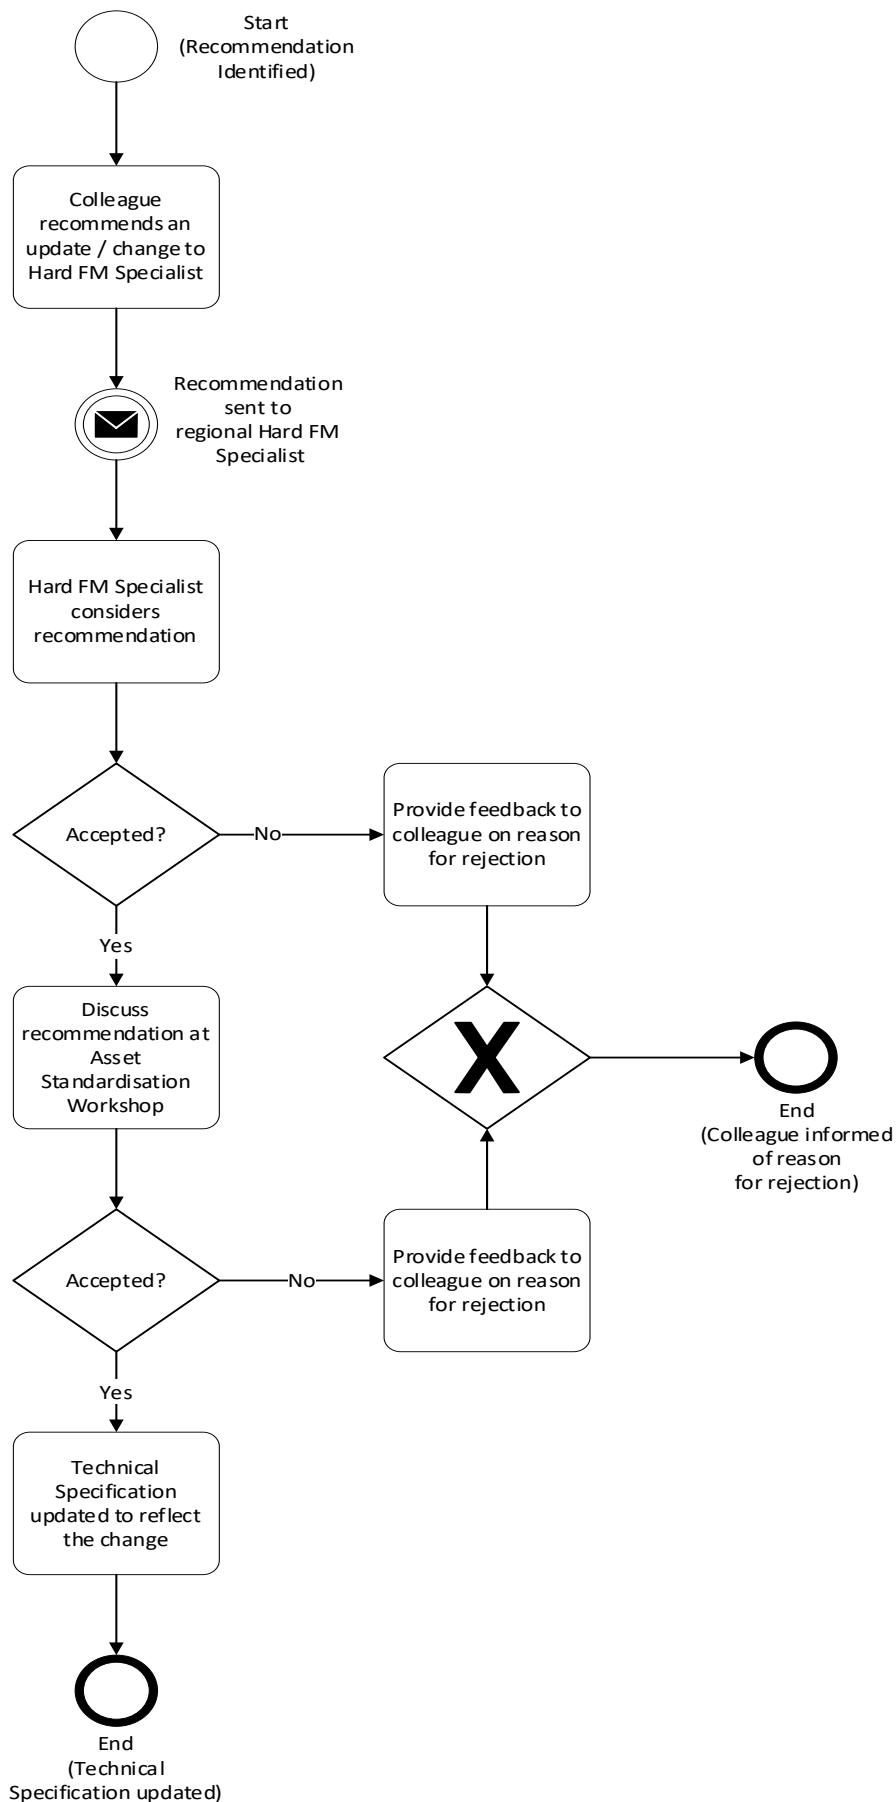 Start
(Recommendation
Identified)
Colleague
recommends an
update / change to
Hard FM Specialist
Recommendation
sent to
regional Hard FM
Specialist
Hard FM Specialist
considers
recommendation
Accepted?
No
Provide feedback to
colleague on reason
for rejection
Yes
Discuss
recommendation at
Asset
Standardisation
Workshop
X
End
(Colleague informed
of reason
for rejection)
Accepted?
No
Provide feedback to
colleague on reason
for rejection
Yes
Technical
Specification
updated to reflect
the change
End
(Technical
Specification updated)